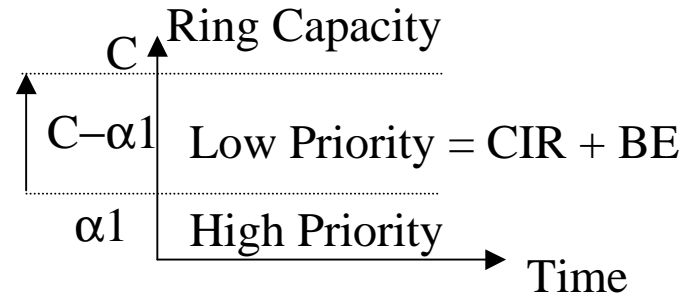 Ring Capacity
C
C−α1 Low Priority = CIR + BE
α1 High Priority
Time